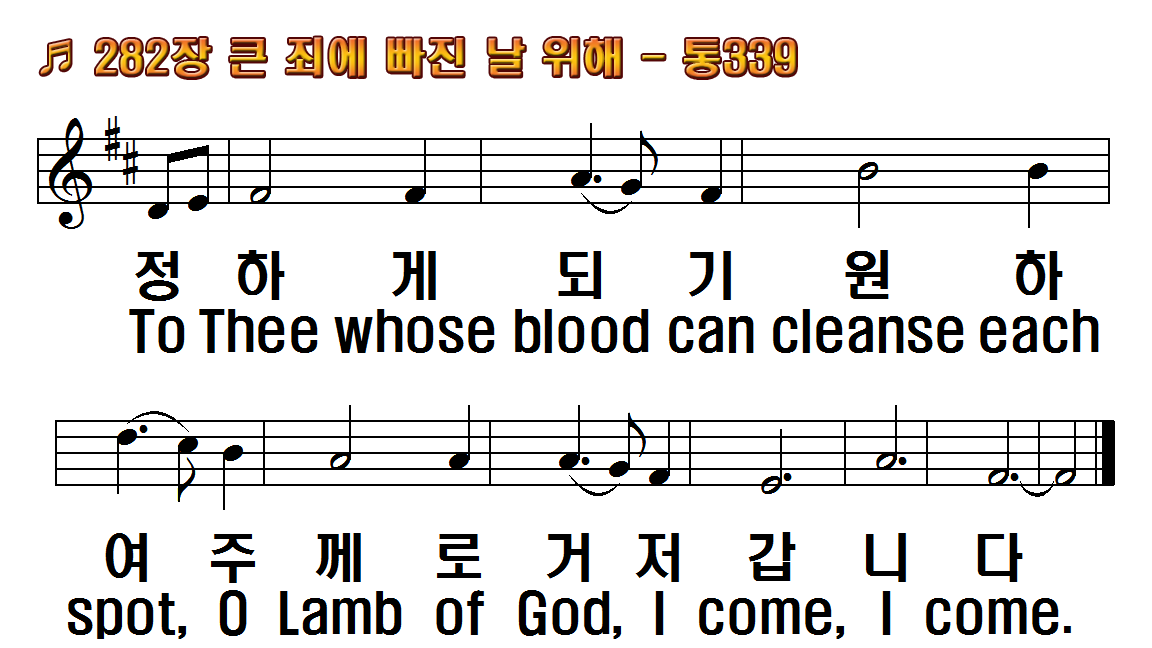 ♬ 282장 큰 죄에 빠진 날 위해 - 통339
정 하 게 되 기 원 하
To Thee whose blood can cleanse each
여 주 께 로 거 저 갑 니 다
spot, O Lamb of God, I come, I come.